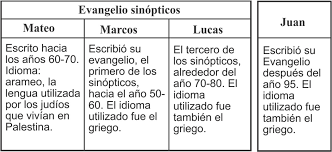 Evangelio sinópticos
Mateo
Escrito hacia
los años 60-70.
Idioma:
arameo, la
lengua utilizada
por los judíos
que vivían en
Palestina.
Marcos
Escribió su
evangelio, el
primero de los
sinópticos,
hacia el año 50-
60. El idioma
utilizado fue el
griego.
Lucas
El tercero de
los sinópticos,
alrededor del
año 70-80. El
idioma
utilizado fue
también el
griego.
Juan
Escribió su
Evangelio
después del
año 95. El
idioma
utilizado fue
también el
griego.